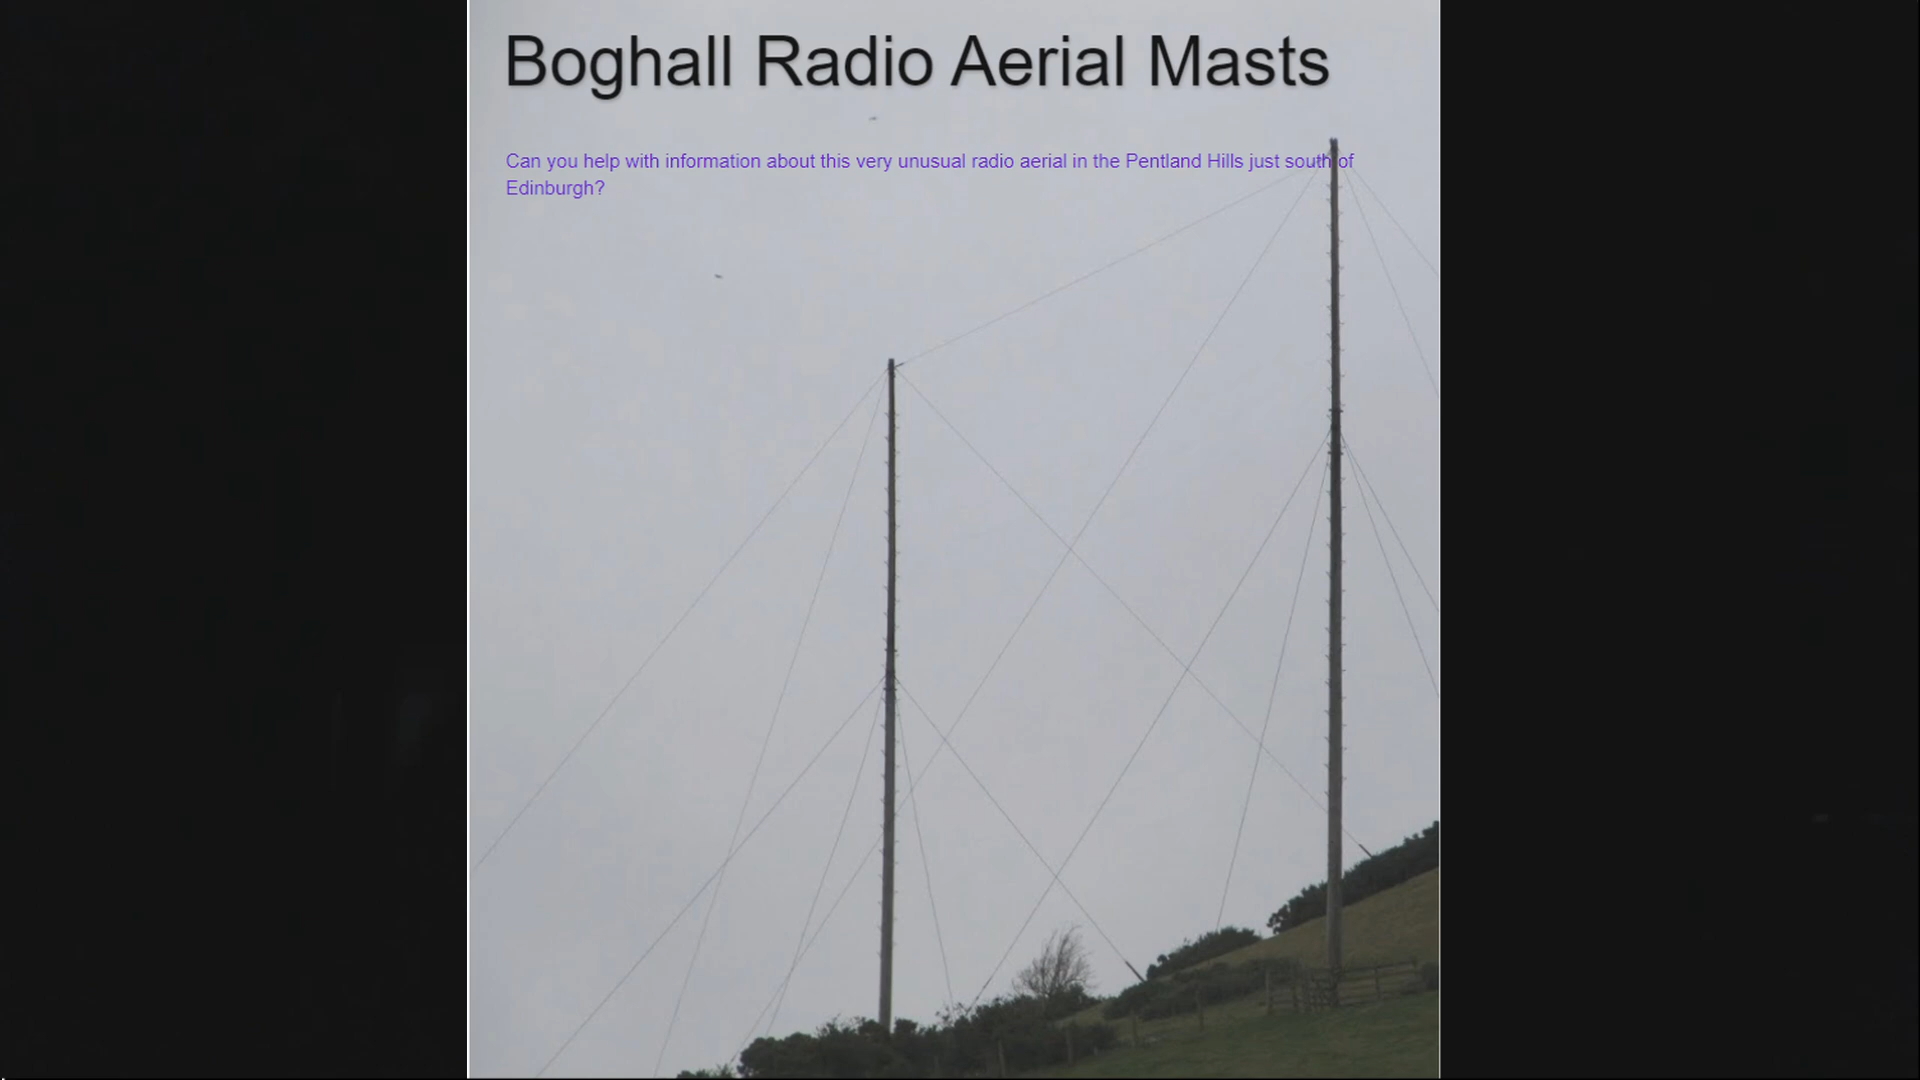 Boghall Radio Aerial Masts
Can you help with information about this very unusual radio aerial in the Pentland Hills just south of
Edinburgh?